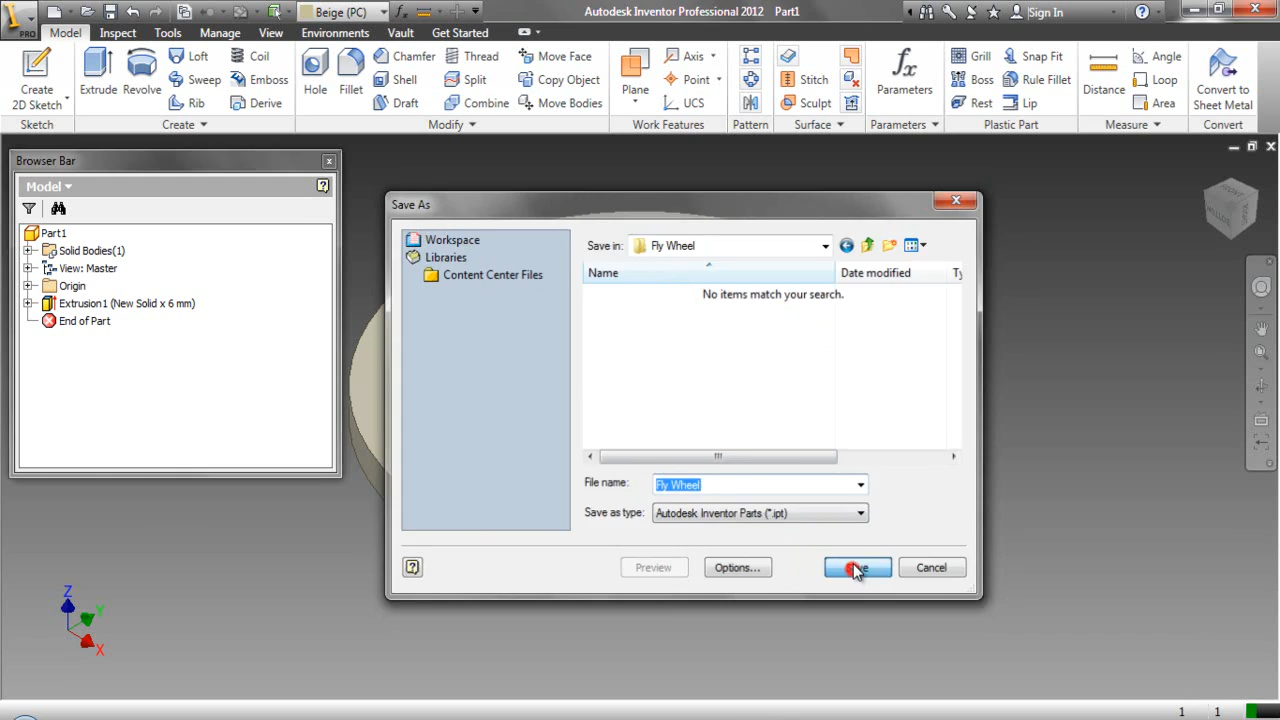 PRO
Beige (PC)
Autodesk Inventor Professional 2012 Part1
Sign In
Model Inspect Tools Manage View Environments Vault Get Started
Create 2D Sketch
Sketch
Extrude Revolve Loft Sweep Rib Coil Emboss Derive
Create
Hole Fillet Chamfer Shell Draft Thread Split Combine Move Face Copy Object Move Bodies
Modify
Plane Axis Point UCS
Work Features
Pattern
Stitch Sculpt
Surface
fx Parameters
Parameters
Grill Boss Rest Snap Fit Rule Fillet Lip
Plastic Part
Distance Angle Loop Area
Measure
Convert to Sheet Metal
Convert
Browser Bar
Model
Part1
Solid Bodies(1)
View: Master
Origin
Extrusion1 (New Solid x 6 mm)
End of Part
Save As
Workspace
Libraries
Content Center Files
Save in: Fly Wheel
Name Date modified Ty
No items match your search.
File name: Fly Wheel
Save as type: Autodesk Inventor Parts (*.ipt)
Preview Options... Cancel
FRONT
Z
Y
X
1 1